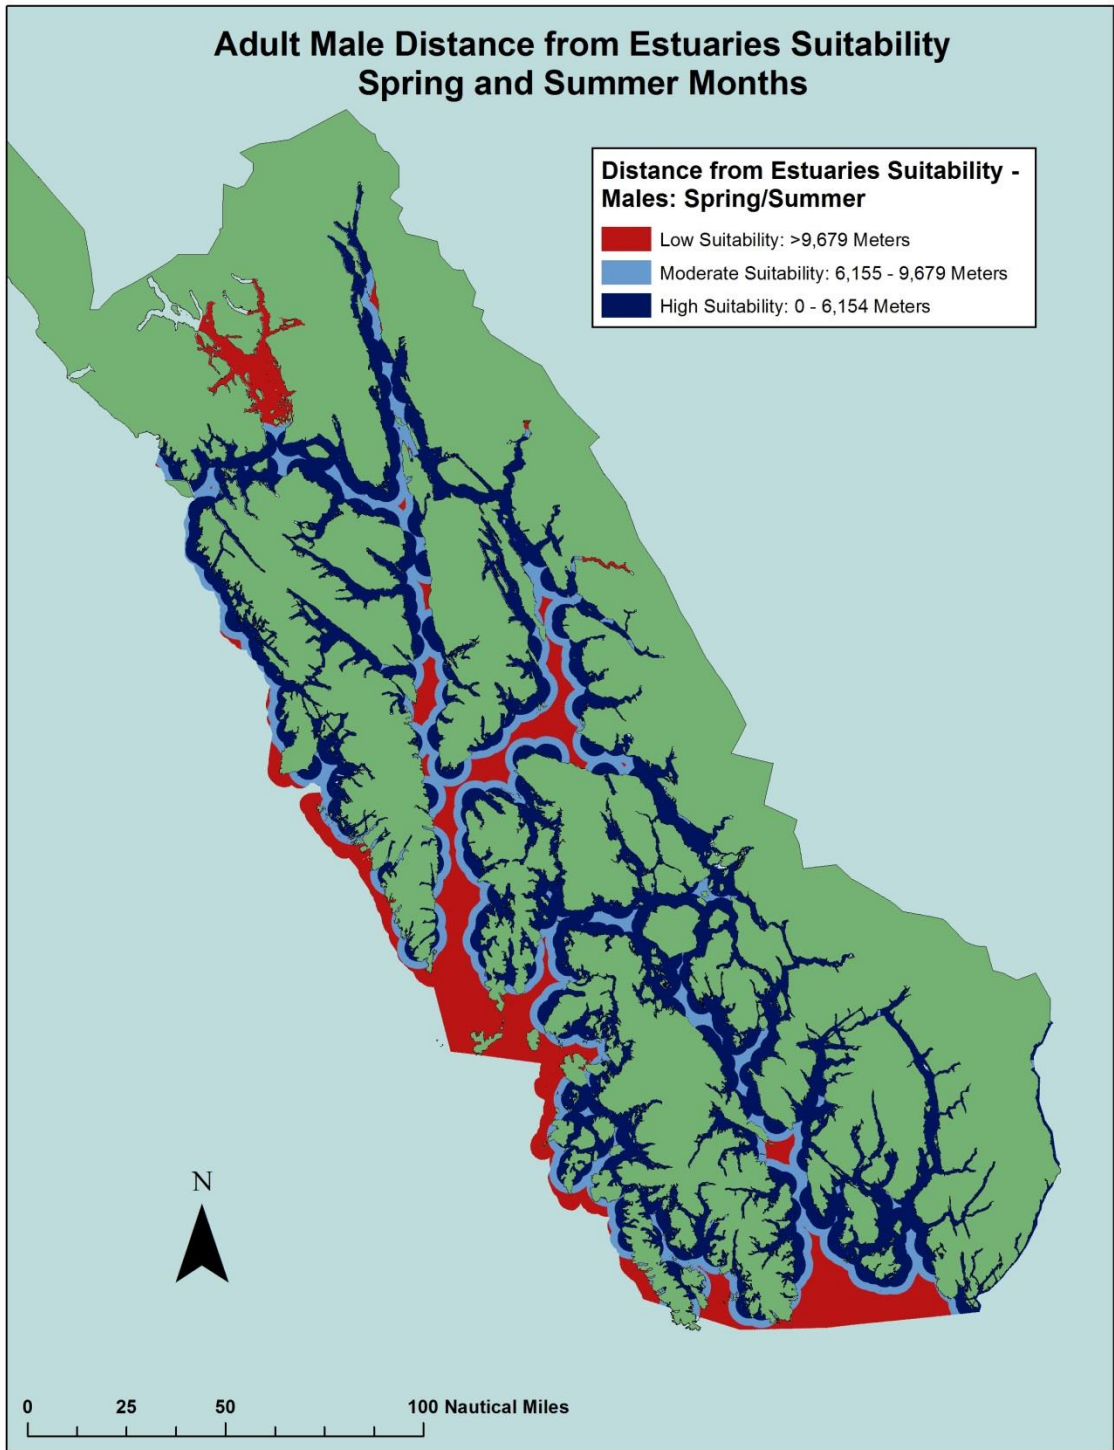 Adult Male Distance from Estuaries Suitability
Spring and Summer Months
Distance from Estuaries Suitability -
Males: Spring/Summer
Low Suitability: >9,679 Meters
Moderate Suitability: 6,155 - 9,679 Meters
High Suitability: 0 - 6,154 Meters
N
0 25 50 100 Nautical Miles